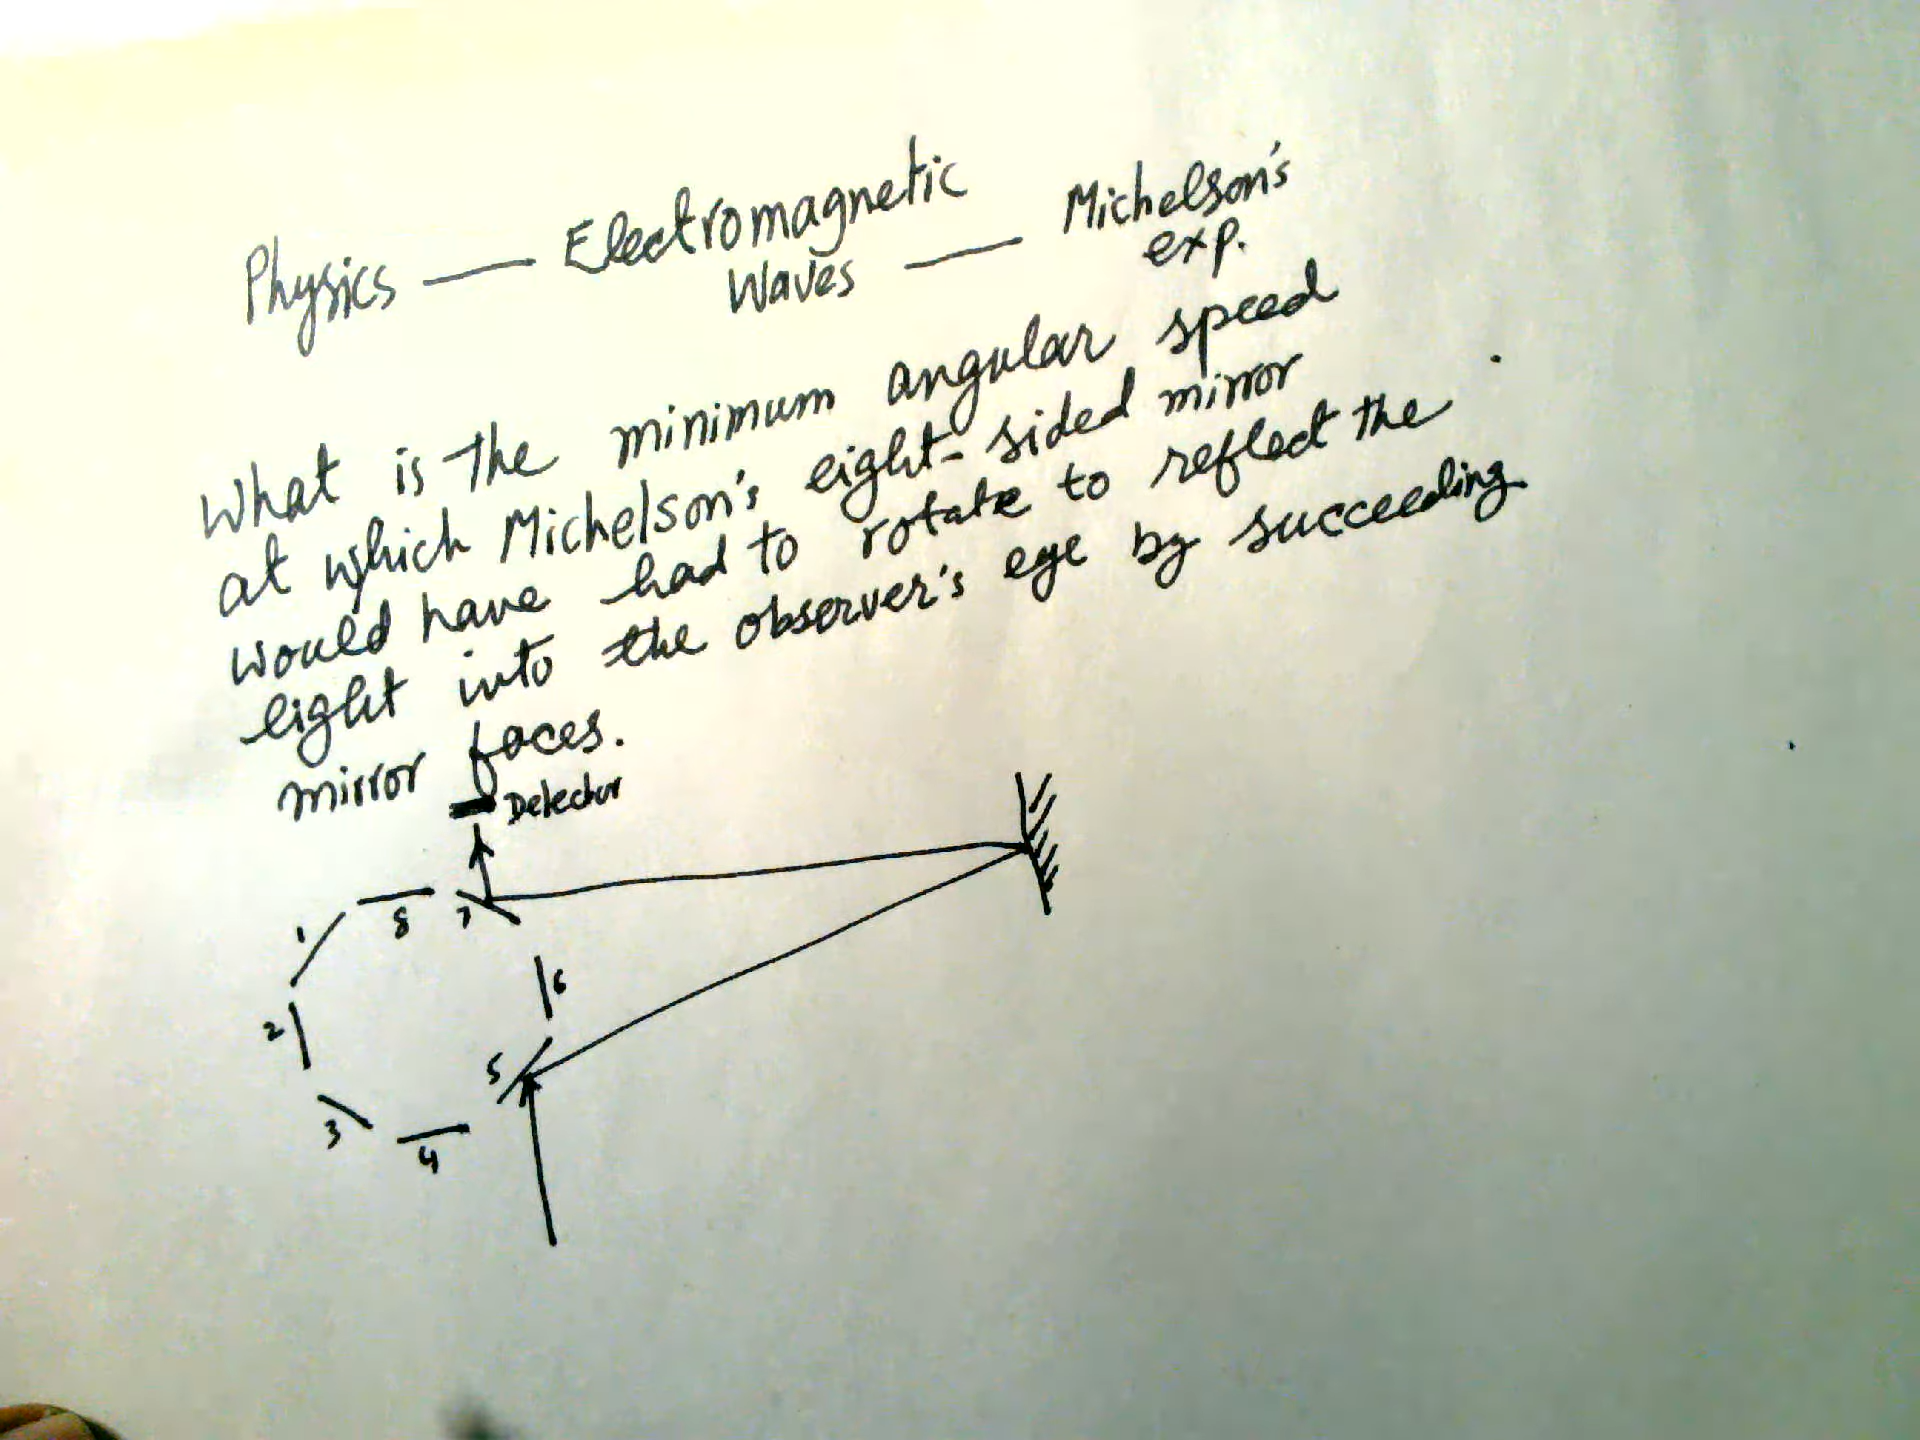 Physics — Electromagnetic Waves — Michelson's exp.
What is the minimum angular speed
at which Michelson's eight-sided mirror
would have had to rotate to reflect the
light into the observer's eye by succeeding
mirror faces.
Detector
1
8
7
2
6
5
3
4